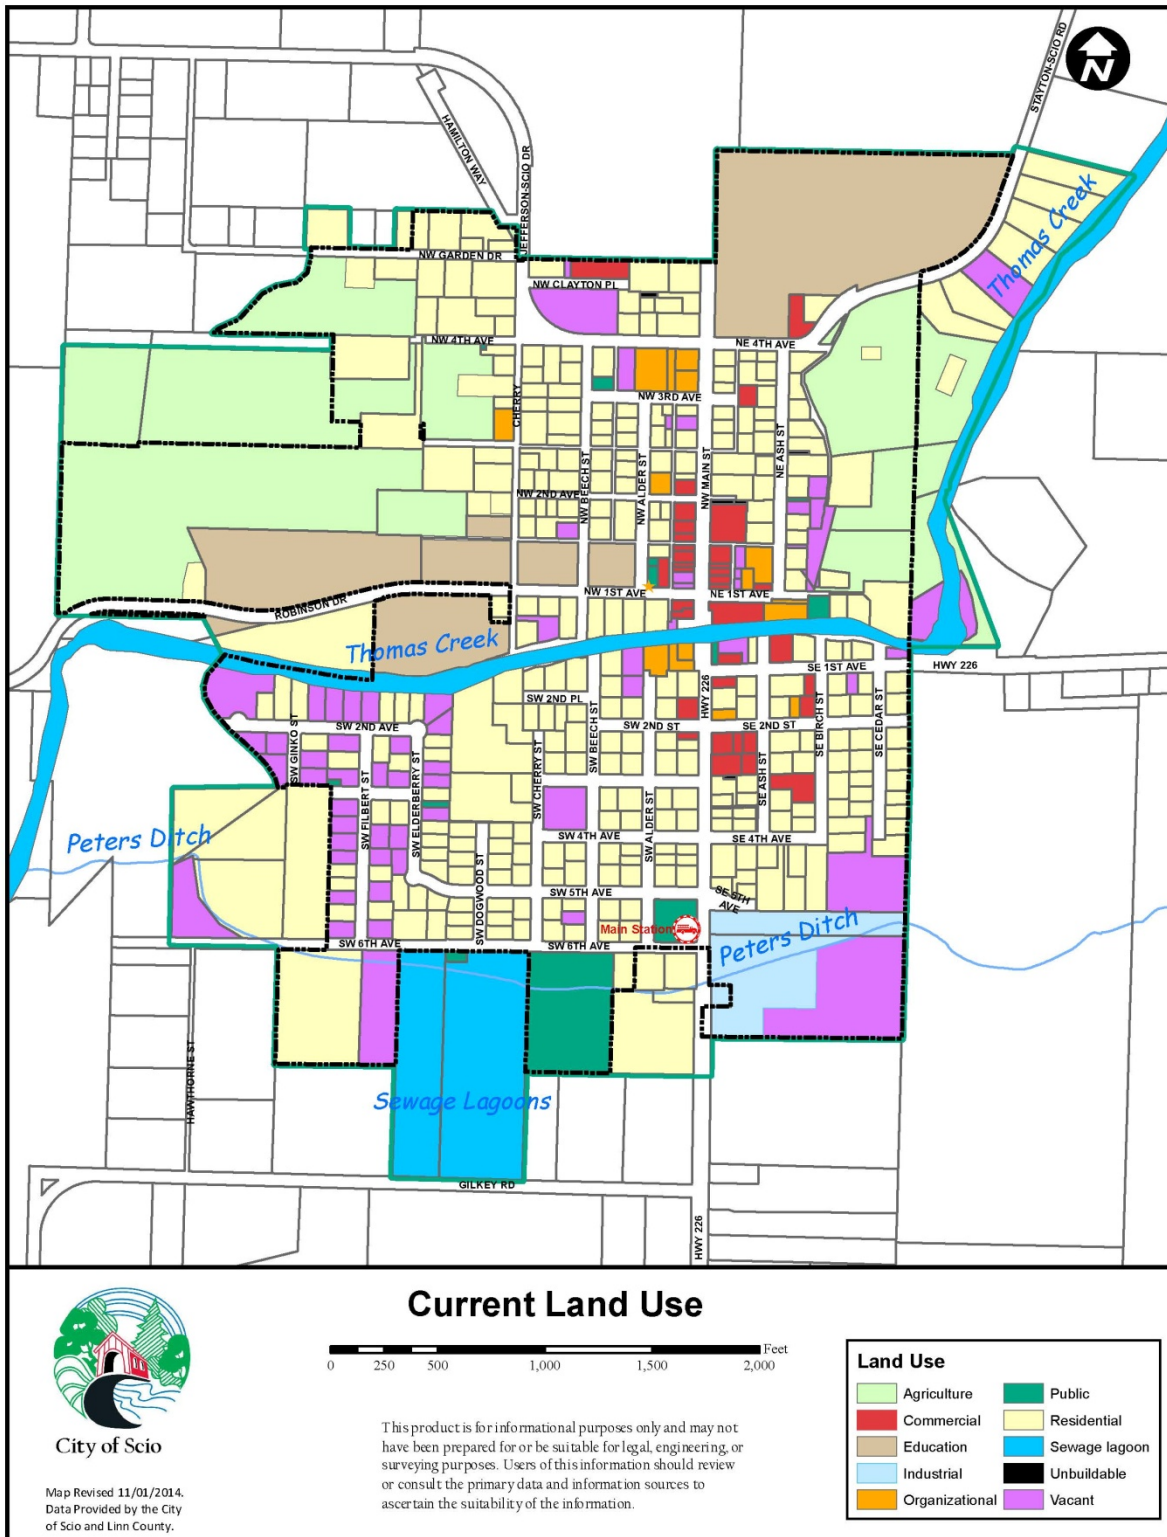 STAYTON-SCIO RD
N
HAMILTON WAY
JEFFERSON-SCIO DR
Thomas Creek
NW GARDEN DR
NW CLAYTON PL
NW 4TH AVE
NE 4TH AVE
CHERRY
NW 3RD AVE
NW BEECH ST
NW ALDER ST
NW MAIN ST
NE ASH ST
NW 2ND AVE
NW 1ST AVE
NE 1ST AVE
ROBINSON DR
Thomas Creek
SE 1ST AVE
HWY 226
SW 2ND PL
HWY 226
SW 2ND AVE
SW 2ND ST
SE 2ND ST
SW GINKO ST
SW BEECH ST
SE BIRCH ST
SE CEDAR ST
SW FILBERT ST
SW ELDERBERRY ST
SW CHERRY ST
SW ALDER ST
SE ASH ST
Peters Ditch
SW 4TH AVE
SE 4TH AVE
SW DOGWOOD ST
SW 5TH AVE
SE 5TH AVE
Main Station
Peters Ditch
SW 6TH AVE
SW 6TH AVE
HAWTHORNE ST
Sewage Lagoons
GILKEY RD
HWY 226
Current Land Use
Feet
0 250 500 1,000 1,500 2,000
City of Scio
Map Revised 11/01/2014.
Data Provided by the City
of Scio and Linn County.
This product is for informational purposes only and may not
have been prepared for or be suitable for legal, engineering, or
surveying purposes. Users of this information should review
or consult the primary data and information sources to
ascertain the suitability of the information.
Land Use
Agriculture
Commercial
Education
Industrial
Organizational
Public
Residential
Sewage lagoon
Unbuildable
Vacant